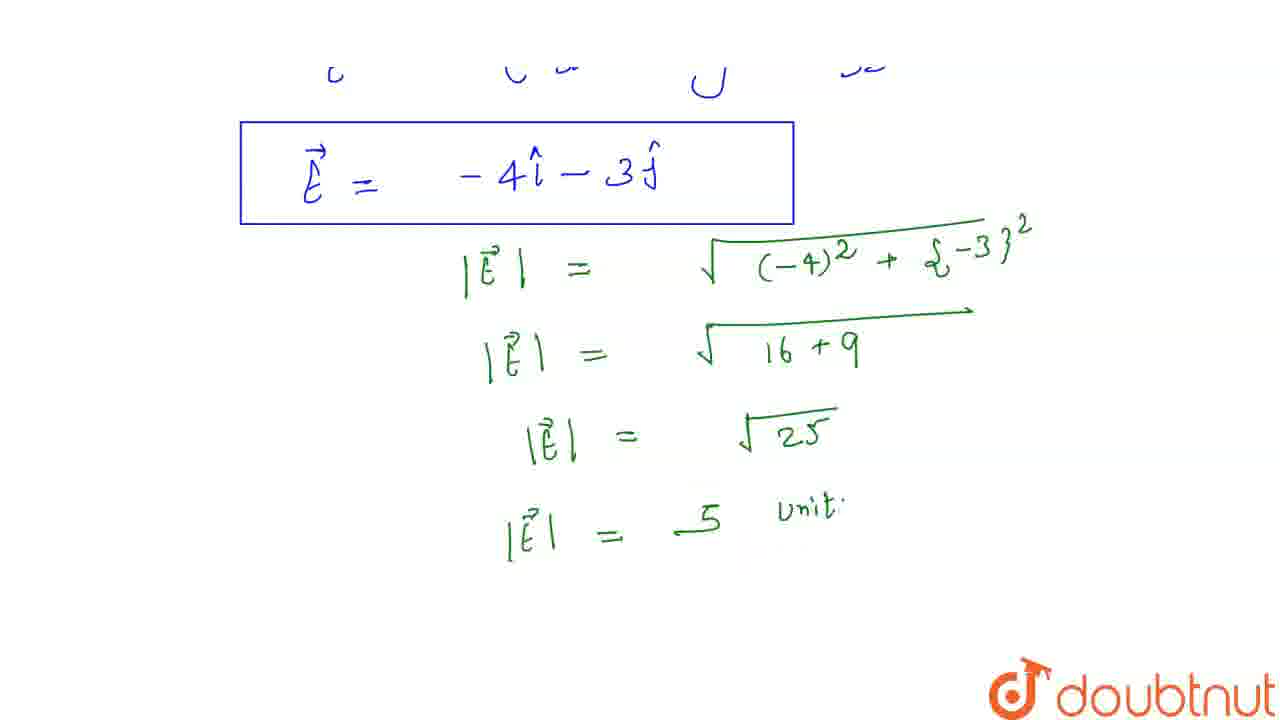 E⃗ = -4î - 3ĵ
|E⃗| = √((-4)² + {-3}²)
|E⃗| = √(16 + 9)
|E⃗| = √25
|E⃗| = 5 unit.
doubtnut